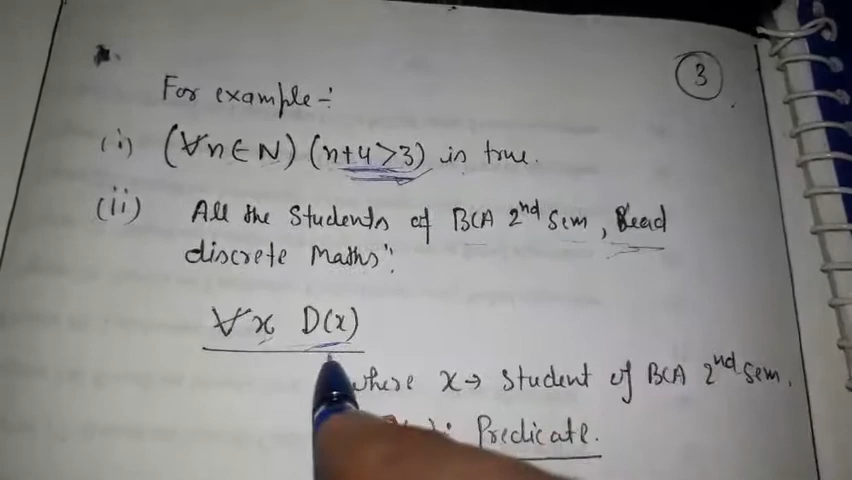 3
For example :-
(i) (∀n∈N) (n+4>3) is true.
(ii) All the Students of BCA 2nd Sem, Read
discrete Maths".
∀x D(x)
where x → Student of BCA 2nd Sem.
: Predicate.